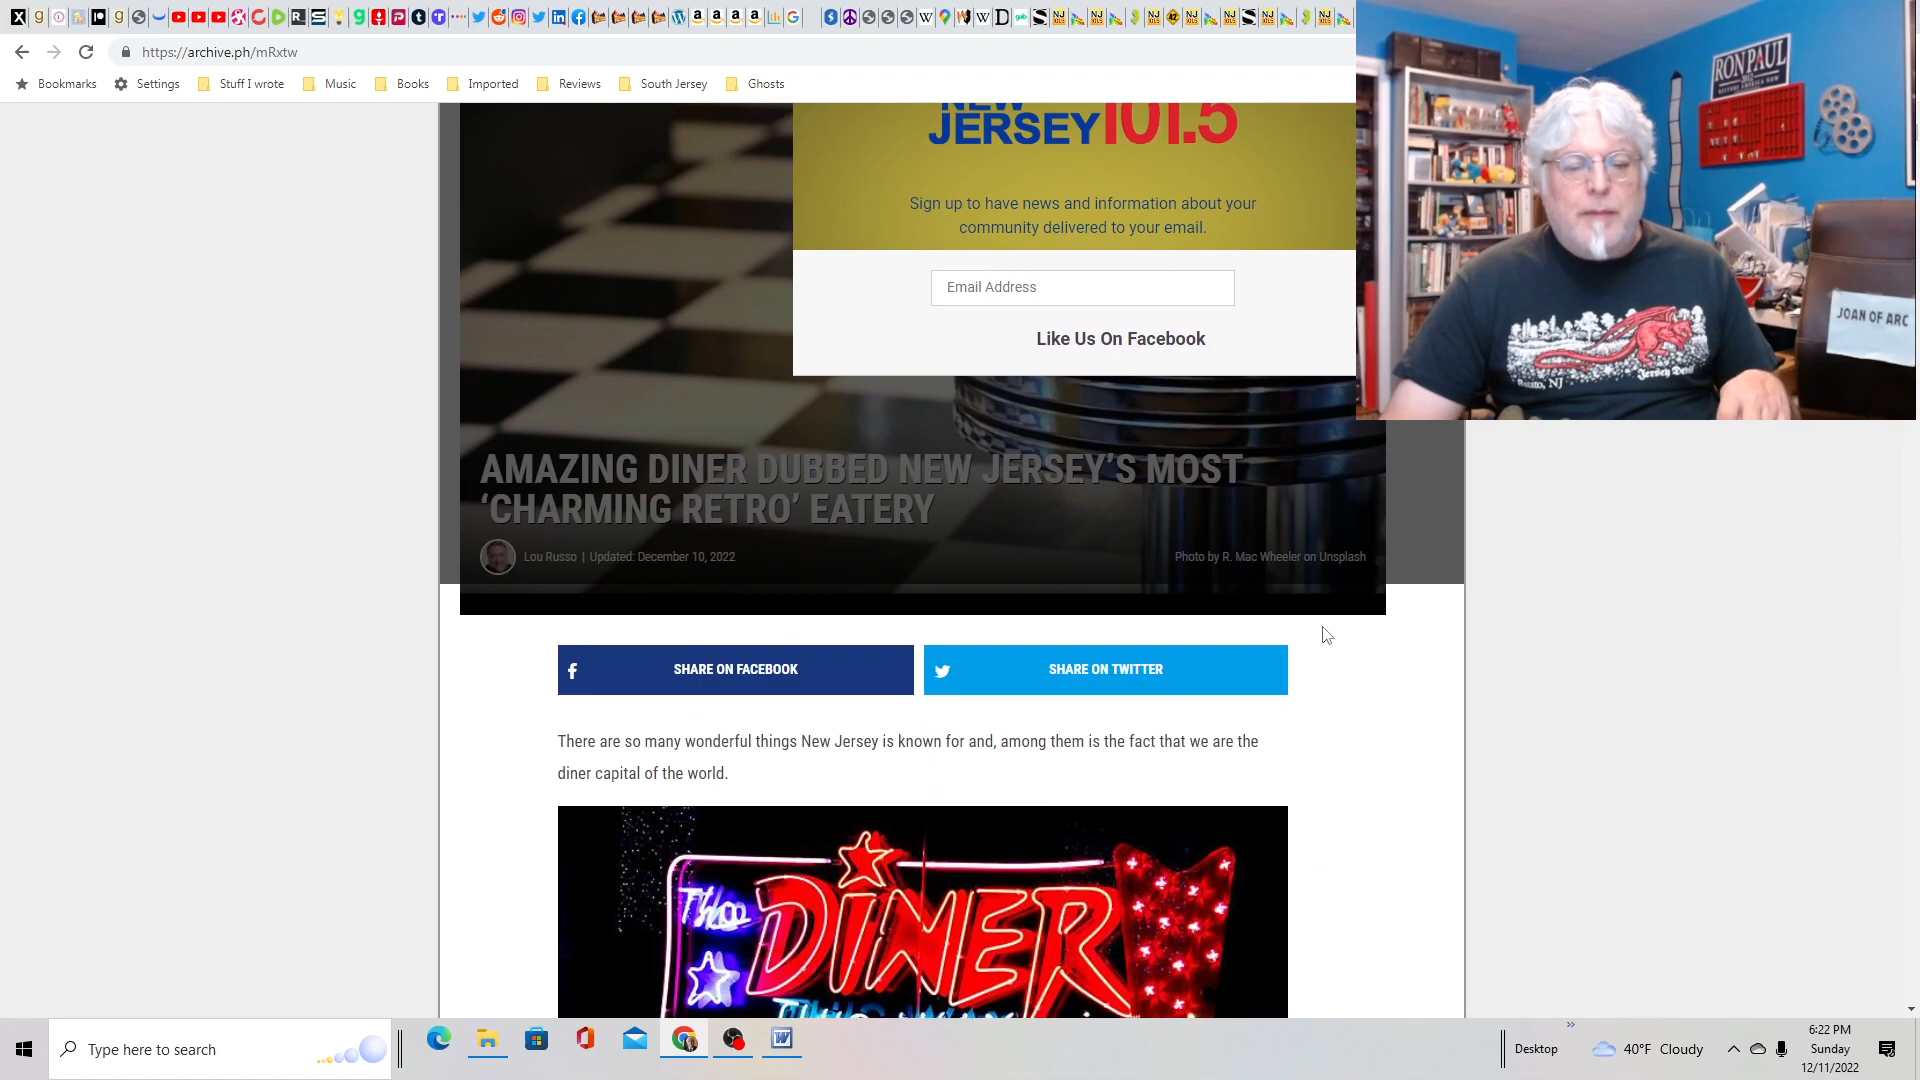 https://archive.ph/mRxtw
Bookmarks Settings Stuff I wrote Music Books Imported Reviews South Jersey Ghosts
NEW
JERSEY 101.5
Sign up to have news and information about your
community delivered to your email.
Email Address
Like Us On Facebook
RON PAUL
JOAN OF ARC
Jersey Devil
AMAZING DINER DUBBED NEW JERSEY'S MOST
'CHARMING RETRO' EATERY
Lou Russo | Updated: December 10, 2022
Photo by R. Mac Wheeler on Unsplash
SHARE ON FACEBOOK
SHARE ON TWITTER
There are so many wonderful things New Jersey is known for and, among them is the fact that we are the
diner capital of the world.
The DINER
Type here to search
Desktop
40°F Cloudy
6:22 PM
Sunday
12/11/2022